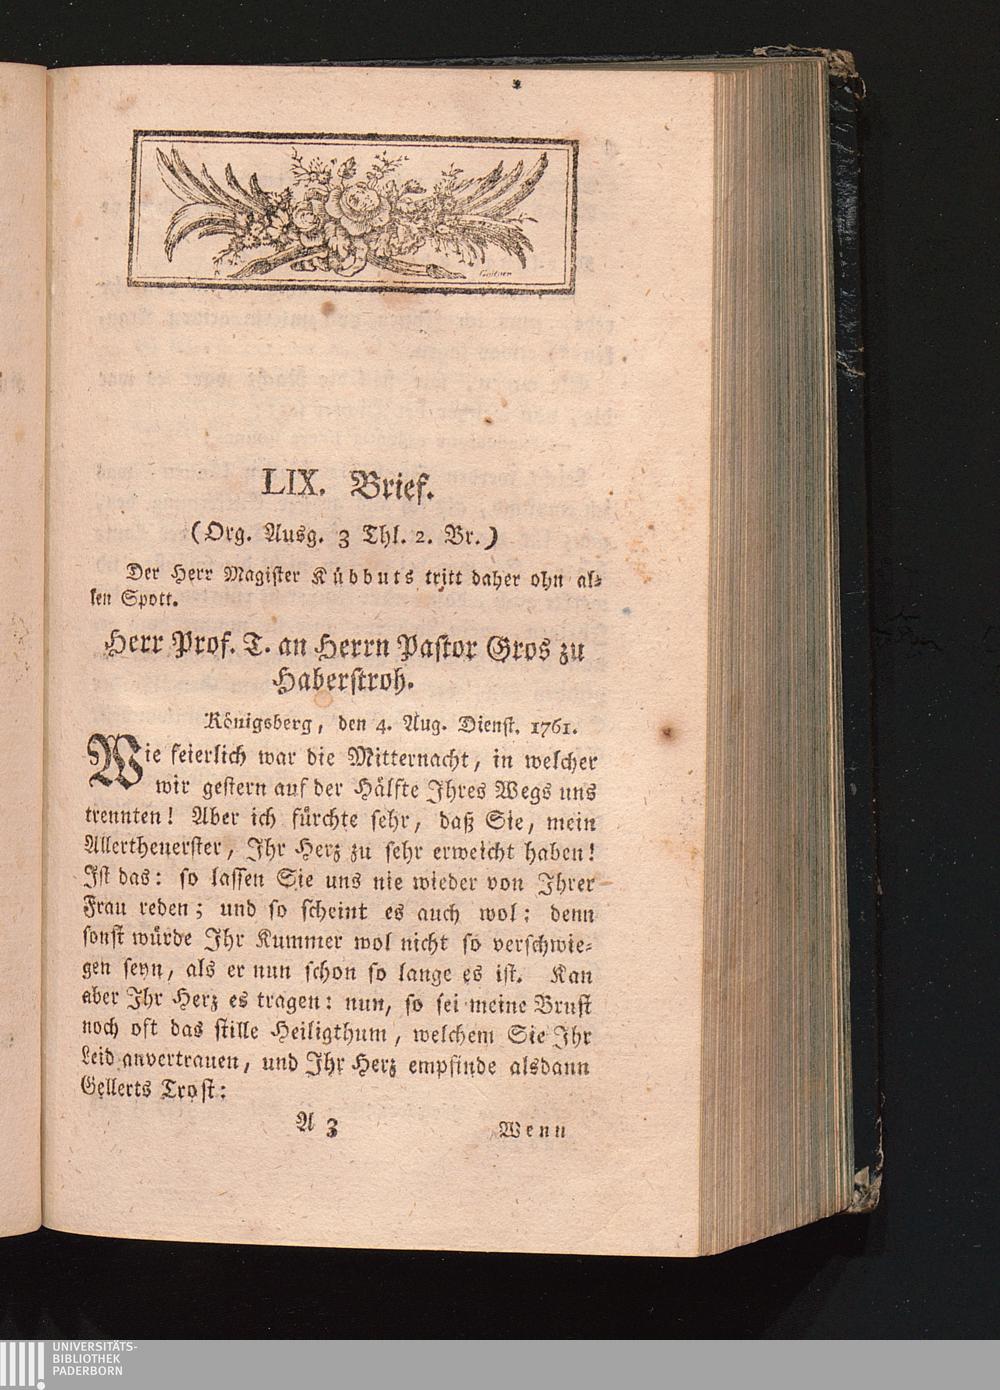 LIX. Brief.
(Org. Ausg. 3 Thl. 2. Br.)
Der Herr Magister Kübbuts tritt daher ohn al⸗
len Spott.
Herr Prof. T. an Herrn Pastor Gros zu
Haberstroh.
Königsberg, den 4. Aug. Dienst. 1761.
Wie feierlich war die Mitternacht, in welcher
wir gestern auf der Hälfte Ihres Wegs uns
trennten! Aber ich fürchte sehr, daß Sie, mein
Allertheuerster, Ihr Herz zu sehr erweicht haben!
Ist das: so lassen Sie uns nie wieder von Ihrer
Frau reden; und so scheint es auch wol: denn
sonst würde Ihr Kummer wol nicht so verschwie⸗
gen seyn, als er nun schon so lange es ist. Kan
aber Ihr Herz es tragen: nun, so sei meine Brust
noch oft das stille Heiligthum, welchem Sie Ihr
Leid anvertrauen, und Ihr Herz empfinde alsdann
Gellerts Trost:
A 3 Wenn
UNIVERSITÄTS-
BIBLIOTHEK
PADERBORN